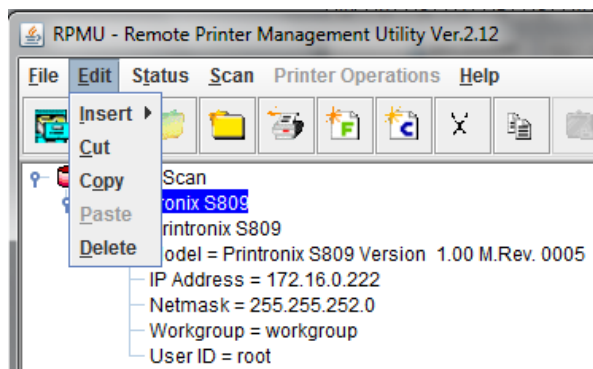 RPMU - Remote Printer Management Utility Ver.2.12
File Edit Status Scan Printer Operations Help
Insert
Cut
Copy
Paste
Delete
Scan
ronix S809
rintronix S809
odel = Printronix S809 Version 1.00 M.Rev. 0005
IP Address = 172.16.0.222
Netmask = 255.255.252.0
Workgroup = workgroup
User ID = root